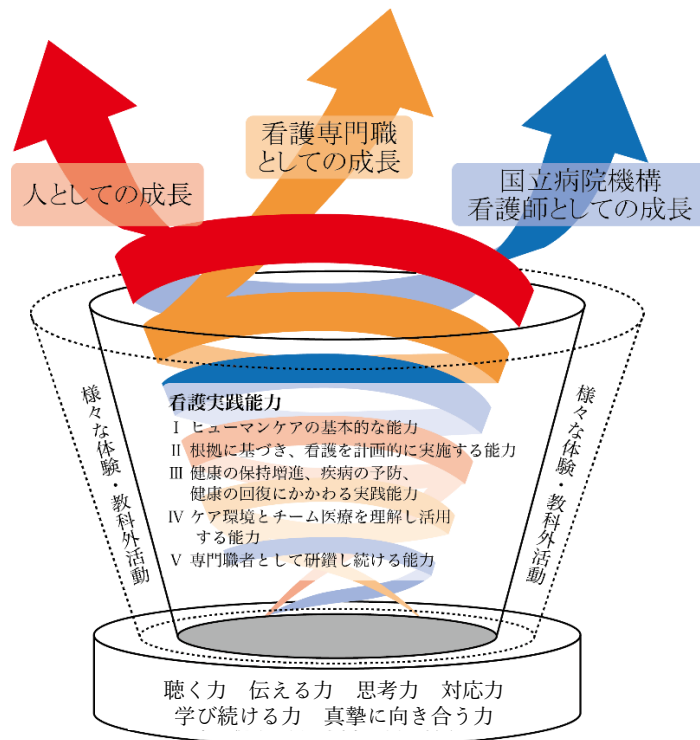 看護専門職
としての成長
人としての成長
国立病院機構
看護師としての成長
様々な体験・教科外活動
様々な体験・教科外活動
看護実践能力
Ⅰ ヒューマンケアの基本的な能力
Ⅱ 根拠に基づき、看護を計画的に実施する能力
Ⅲ 健康の保持増進、疾病の予防、
健康の回復にかかわる実践能力
Ⅳ ケア環境とチーム医療を理解し活用
する能力
Ⅴ 専門職者として研鑽し続ける能力
聴く力 伝える力 思考力 対応力
学び続ける力 真摯に向き合う力